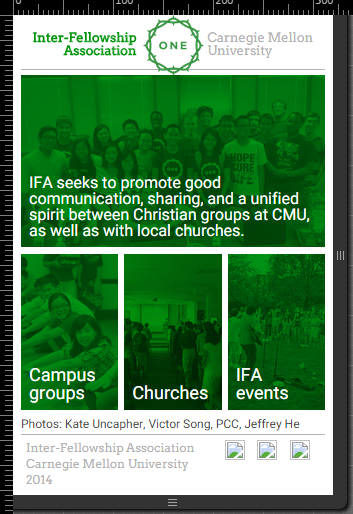 100
200
300
Inter-Fellowship
Association
ONE
Carnegie Mellon
University
HOPE
IFA seeks to promote good
communication, sharing, and a unified
spirit between Christian groups at CMU,
as well as with local churches.
Campus
groups
Churches
IFA
events
Photos: Kate Uncapher, Victor Song, PCC, Jeffrey He
Inter-Fellowship Association
Carnegie Mellon University
2014